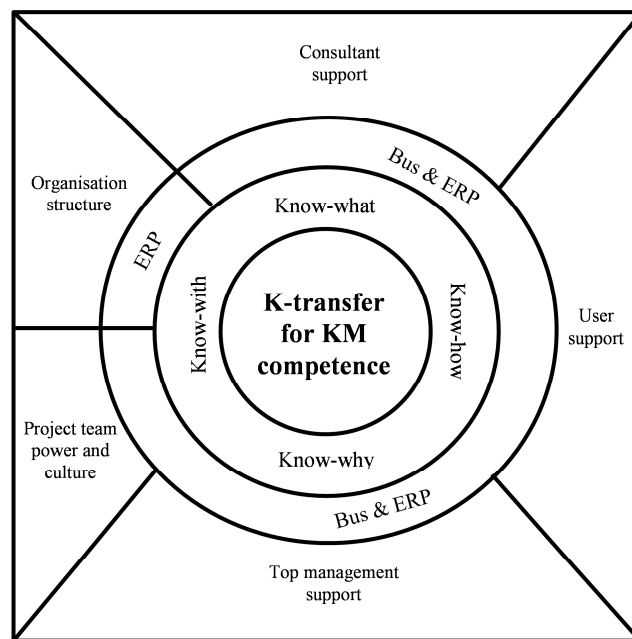 Consultant
support
Bus & ERP
Organisation
structure
ERP
Know-what
Know-with
K-transfer
for KM
competence
Know-how
User
support
Project team
power and
culture
Know-why
Bus & ERP
Top management
support